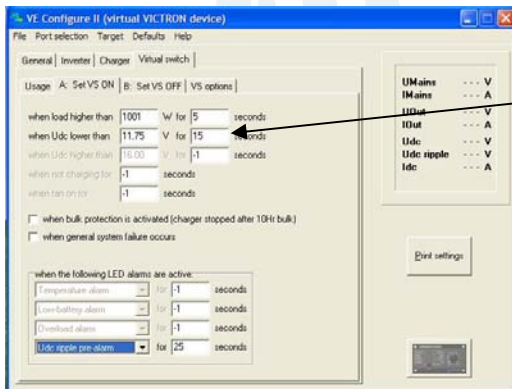 VE Configure II (virtual VICTRON device)
File Port selection Target Defaults Help
General Inverter Charger Virtual switch
Usage A: Set VS ON B: Set VS OFF VS options
when load higher than 1001 W for 5 seconds
when Udc lower than 11.75 V for 15 seconds
when Udc higher than 16.00 V for -1 seconds
when not charging for -1 seconds
when fan on for -1 seconds
when bulk protection is activated (charger stopped after 10Hr bulk)
when general system failure occurs
when the following LED alarms are active:
Temperature alarm for -1 seconds
Low-battery alarm for -1 seconds
Overload alarm for -1 seconds
Udc ripple pre-alarm for 25 seconds
UMains --- V
IMains --- A
UOut --- V
IOut --- A
Udc --- V
Udc ripple --- V
Idc --- A
Print settings